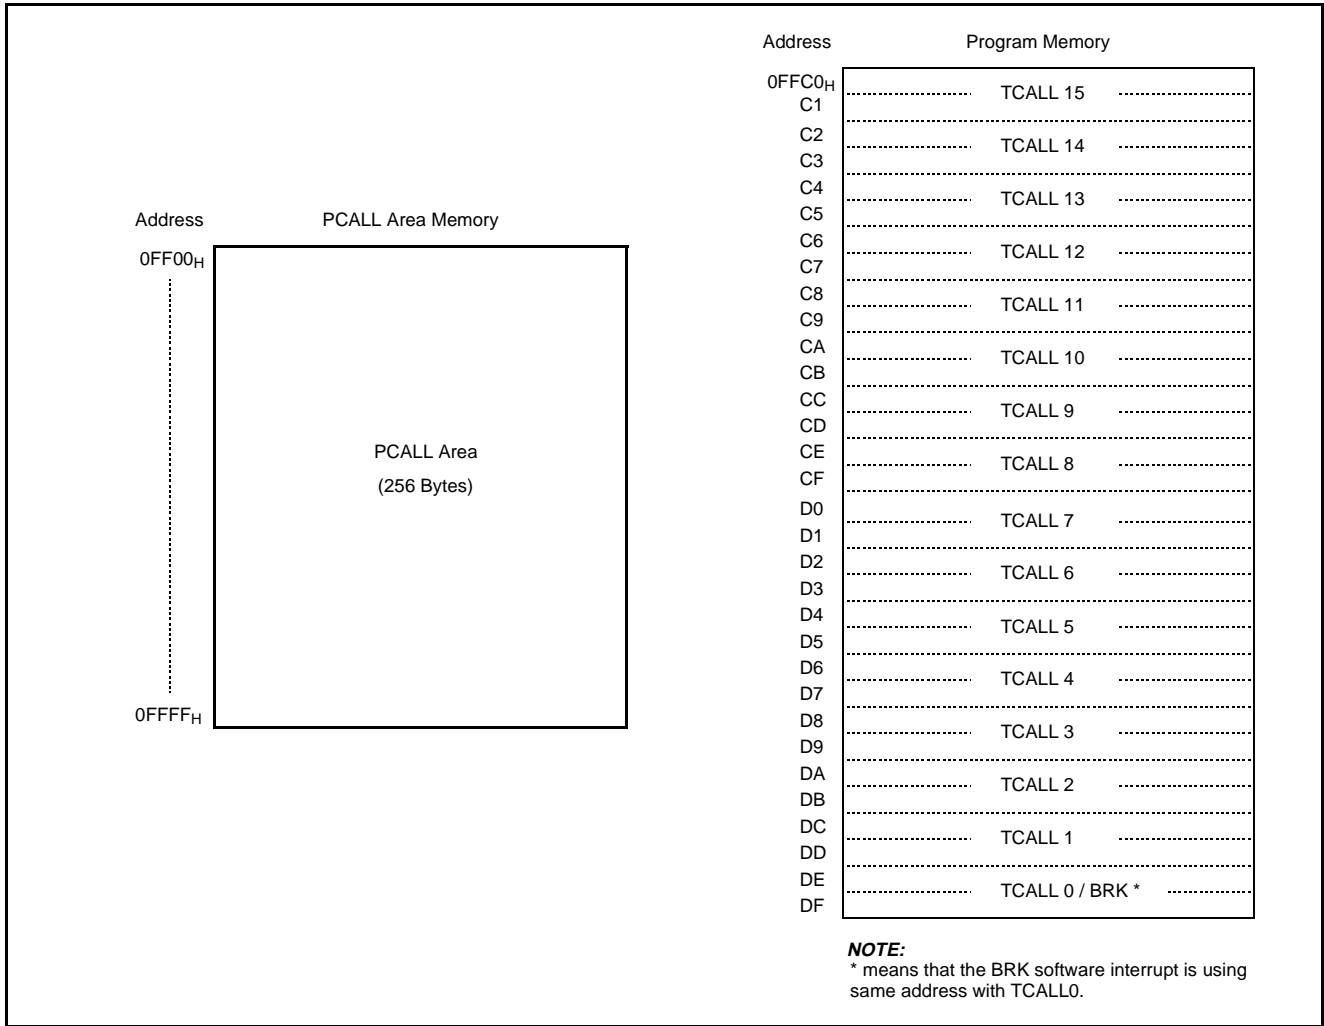 Address PCALL Area Memory
0FF00H
PCALL Area
(256 Bytes)
0FFFFH
Address Program Memory
0FFC0H
C1
TCALL 15
C2
C3
TCALL 14
C4
C5
TCALL 13
C6
C7
TCALL 12
C8
C9
TCALL 11
CA
CB
TCALL 10
CC
CD
TCALL 9
CE
CF
TCALL 8
D0
D1
TCALL 7
D2
D3
TCALL 6
D4
D5
TCALL 5
D6
D7
TCALL 4
D8
D9
TCALL 3
DA
DB
TCALL 2
DC
DD
TCALL 1
DE
DF
TCALL 0 / BRK *
NOTE:
* means that the BRK software interrupt is using
same address with TCALL0.